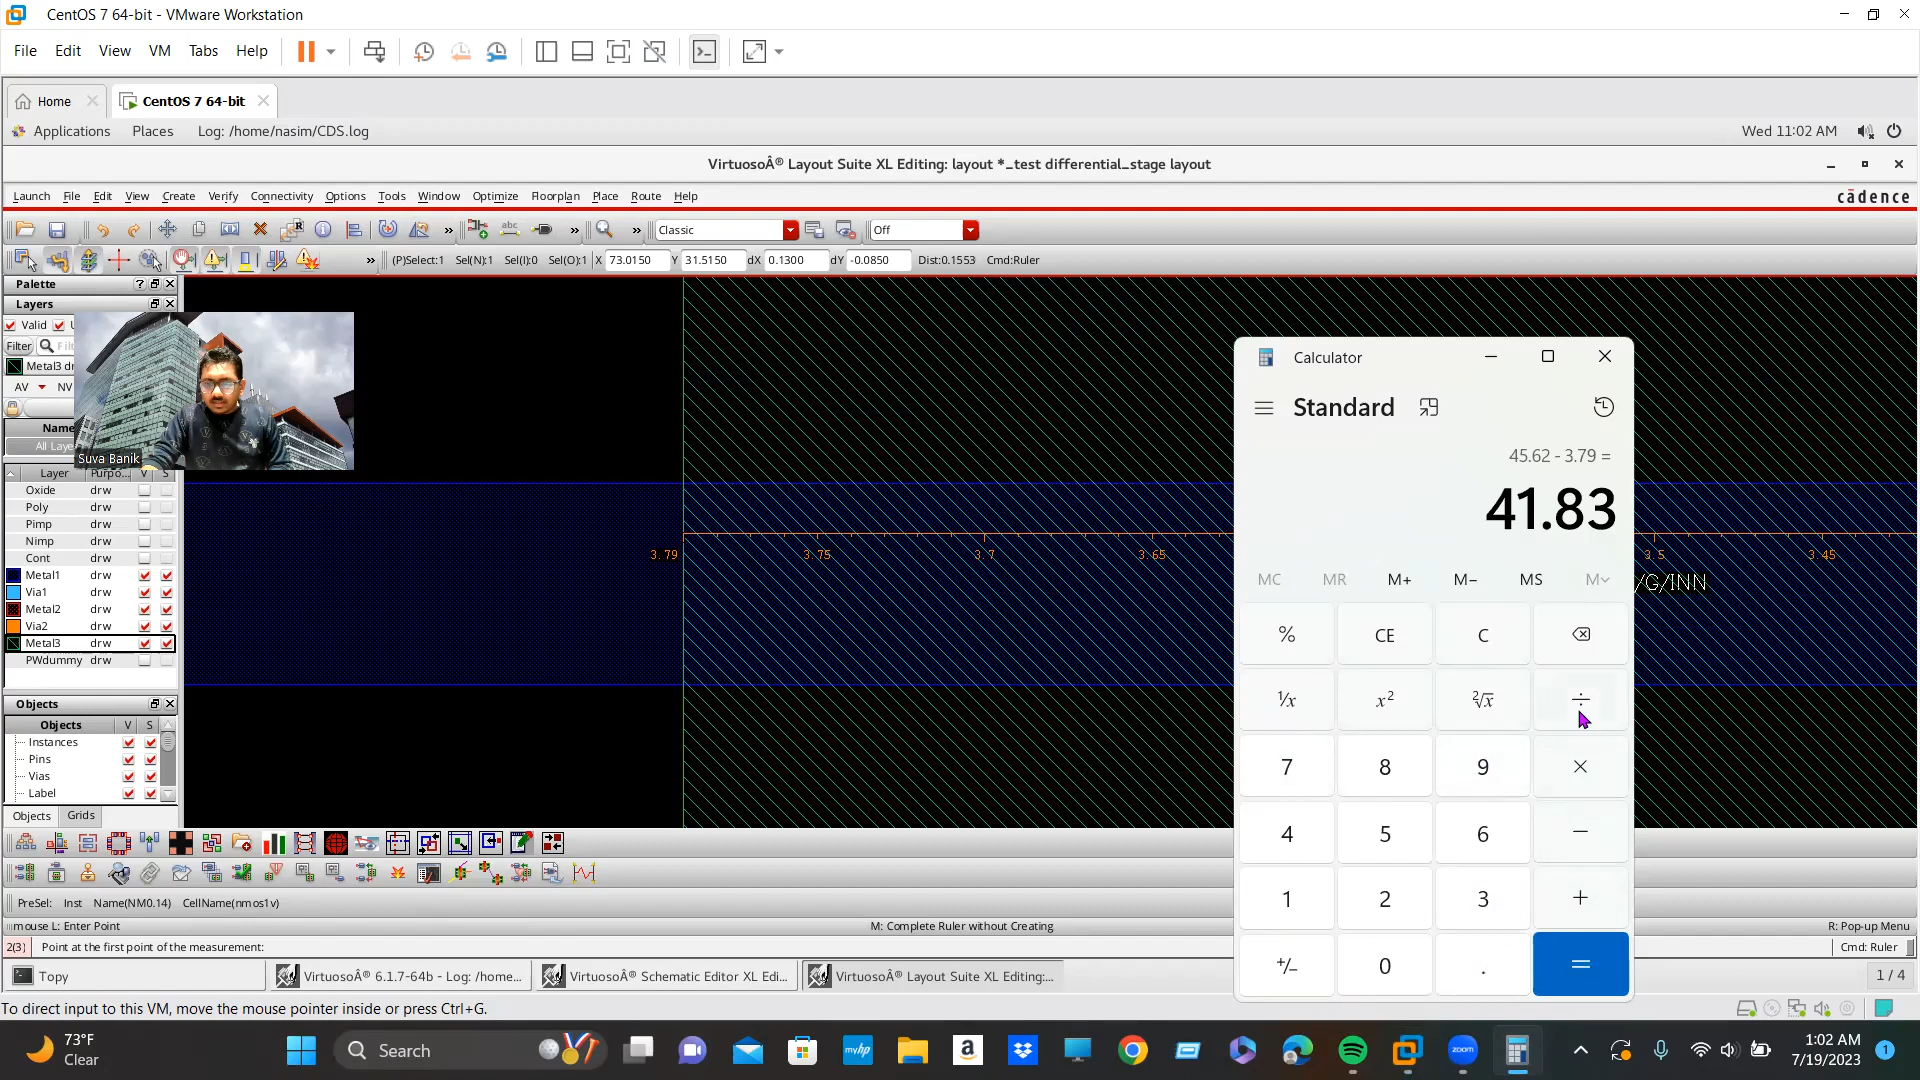 CentOS 7 64-bit - VMware Workstation
File Edit View VM Tabs Help
Home CentOS 7 64-bit
Applications Places Log: /home/nasim/CDS.log Wed 11:02 AM
VirtuosoÂ® Layout Suite XL Editing: layout *_test differential_stage layout
Launch File Edit View Create Verify Connectivity Options Tools Window Optimize Floorplan Place Route Help cādence
Classic Off
(P)Select:1 Sel(N):1 Sel(I):0 Sel(O):1 X 73.0150 Y 31.5150 dX 0.1300 dY -0.0850 Dist:0.1553 Cmd:Ruler
Palette
Layers
Valid
Filter
Metal3
AV NV
Suva Banik
Layer Purpo... V S
Oxide drw
Poly drw
Pimp drw
Nimp drw
Cont drw
Metal1 drw
Via1 drw
Metal2 drw
Via2 drw
Metal3 drw
PWdummy drw
Objects
Objects V S
Instances
Pins
Vias
Label
Objects Grids
3.79 3.75 3.7 3.65 3.5 3.45
/G/INN
Calculator
Standard
45.62 - 3.79 =
41.83
MC MR M+ M− MS M
% CE C
1/x x2 2√x ÷
7 8 9 ×
4 5 6 −
1 2 3 +
+/− 0 . =
PreSel: Inst Name(NM0.14) CellName(nmos1v)
mouse L: Enter Point M: Complete Ruler without Creating R: Pop-up Menu
2(3) Point at the first point of the measurement: Cmd: Ruler
Topy VirtuosoÂ® 6.1.7-64b - Log: /home... VirtuosoÂ® Schematic Editor XL Edi... VirtuosoÂ® Layout Suite XL Editing:... 1 / 4
To direct input to this VM, move the mouse pointer inside or press Ctrl+G.
73°F
Clear
Search
myhp
a
zoom
1:02 AM
7/19/2023
1